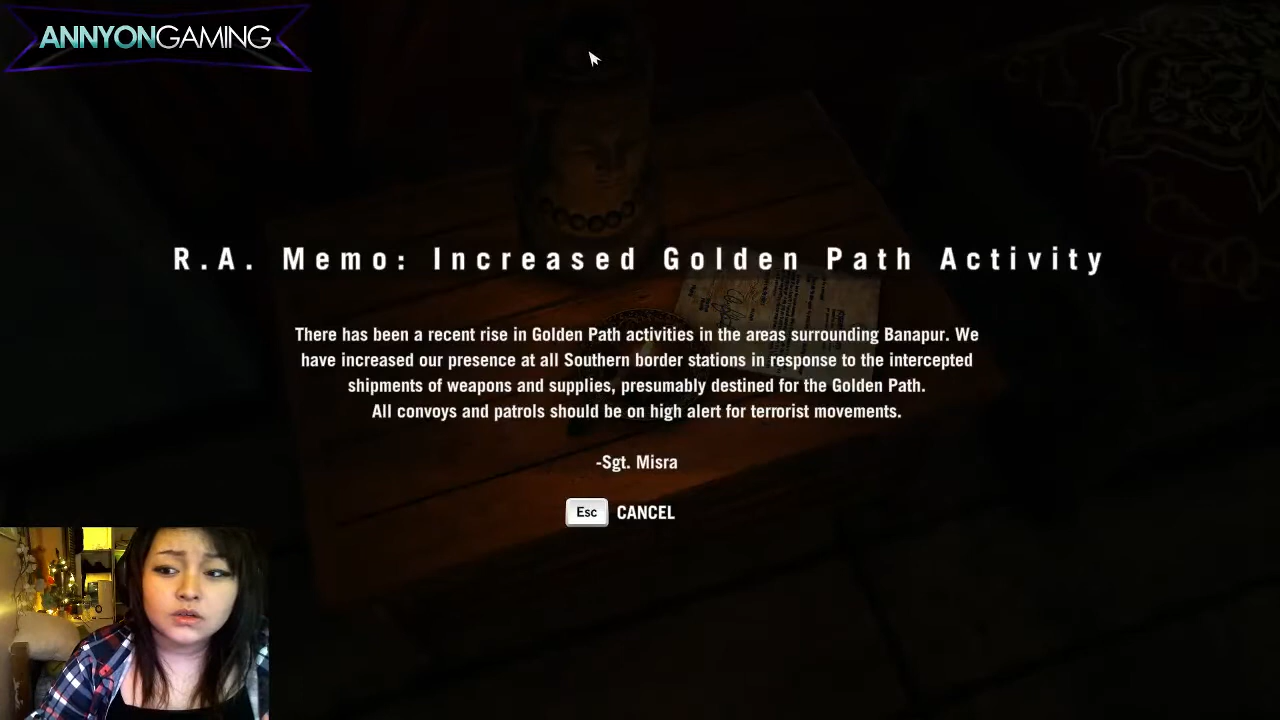 ANNYONGAMING
R.A. Memo: Increased Golden Path Activity
There has been a recent rise in Golden Path activities in the areas surrounding Banapur. We
have increased our presence at all Southern border stations in response to the intercepted
shipments of weapons and supplies, presumably destined for the Golden Path.
All convoys and patrols should be on high alert for terrorist movements.
-Sgt. Misra
Esc CANCEL